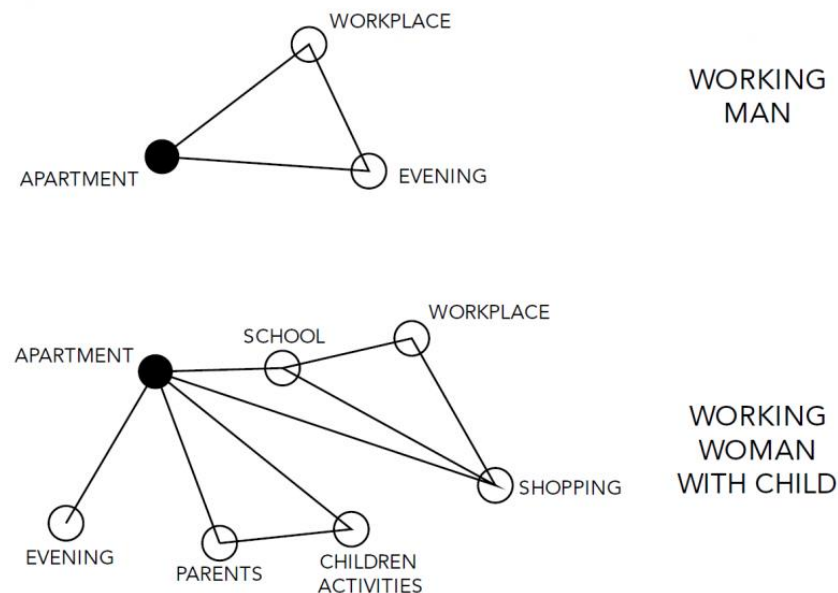 WORKPLACE
APARTMENT
EVENING
WORKING
MAN
WORKPLACE
SCHOOL
APARTMENT
SHOPPING
EVENING
PARENTS
CHILDREN
ACTIVITIES
WORKING
WOMAN
WITH CHILD